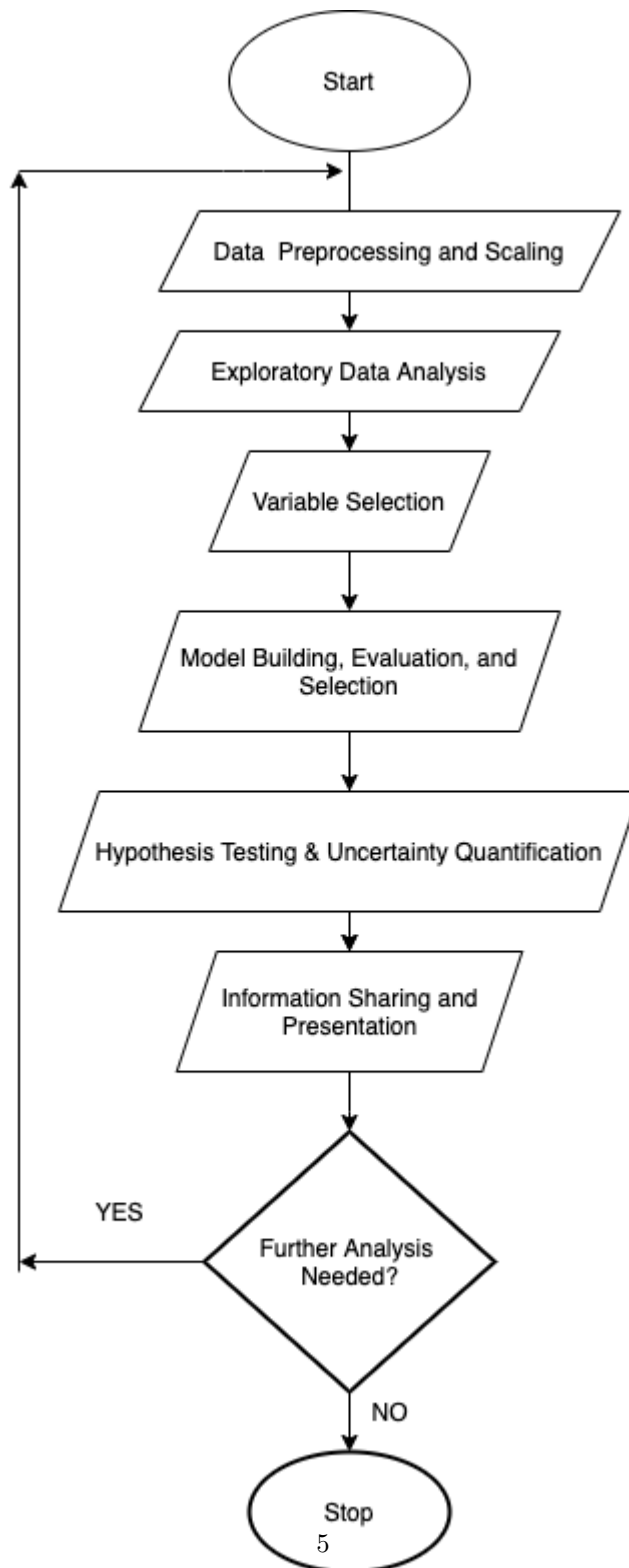 Start
Data  Preprocessing and Scaling
Exploratory Data Analysis
Variable Selection
Model Building, Evaluation, and
Selection
Hypothesis Testing & Uncertainty Quantification
Information Sharing and
Presentation
YES
Further Analysis
Needed?
NO
Stop
5